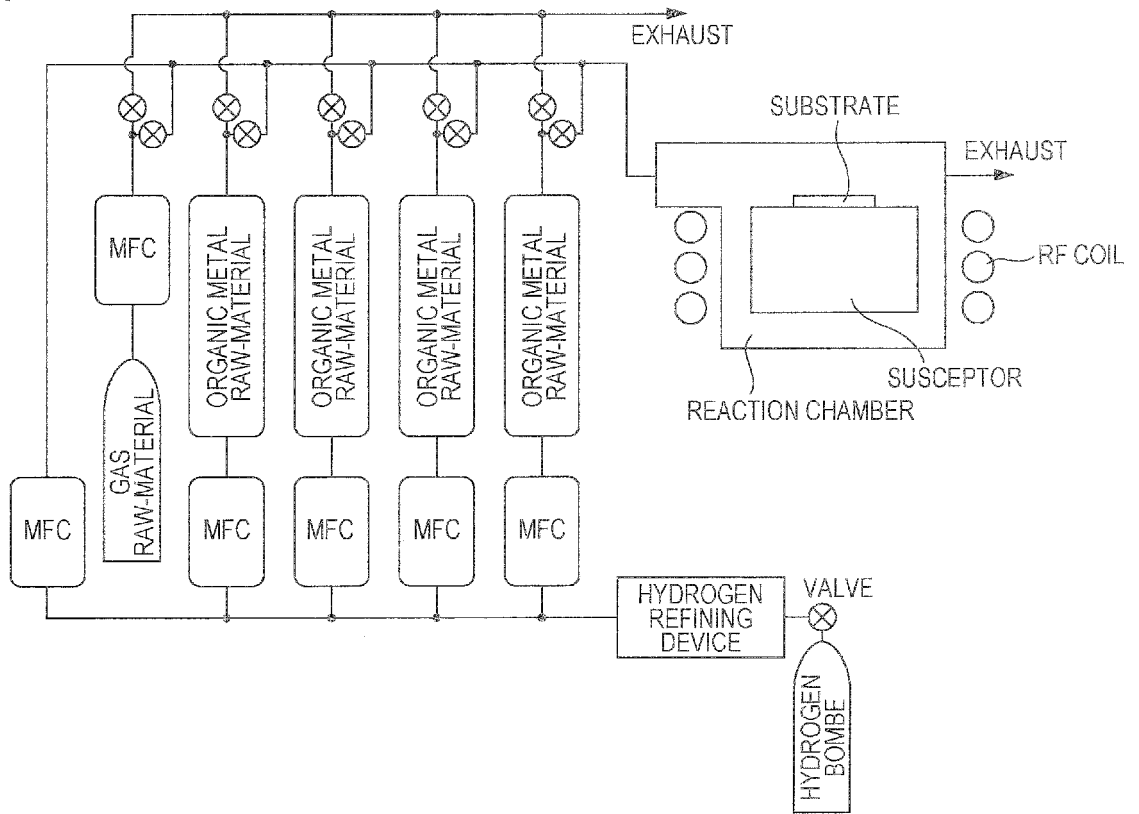 EXHAUST
SUBSTRATE
EXHAUST
MFC
ORGANIC METAL
RAW-MATERIAL
ORGANIC METAL
RAW-MATERIAL
ORGANIC METAL
RAW-MATERIAL
ORGANIC METAL
RAW-MATERIAL
RF COIL
SUSCEPTOR
REACTION CHAMBER
GAS
RAW-MATERIAL
MFC
MFC
MFC
MFC
MFC
HYDROGEN
REFINING
DEVICE
VALVE
HYDROGEN
BOMBE